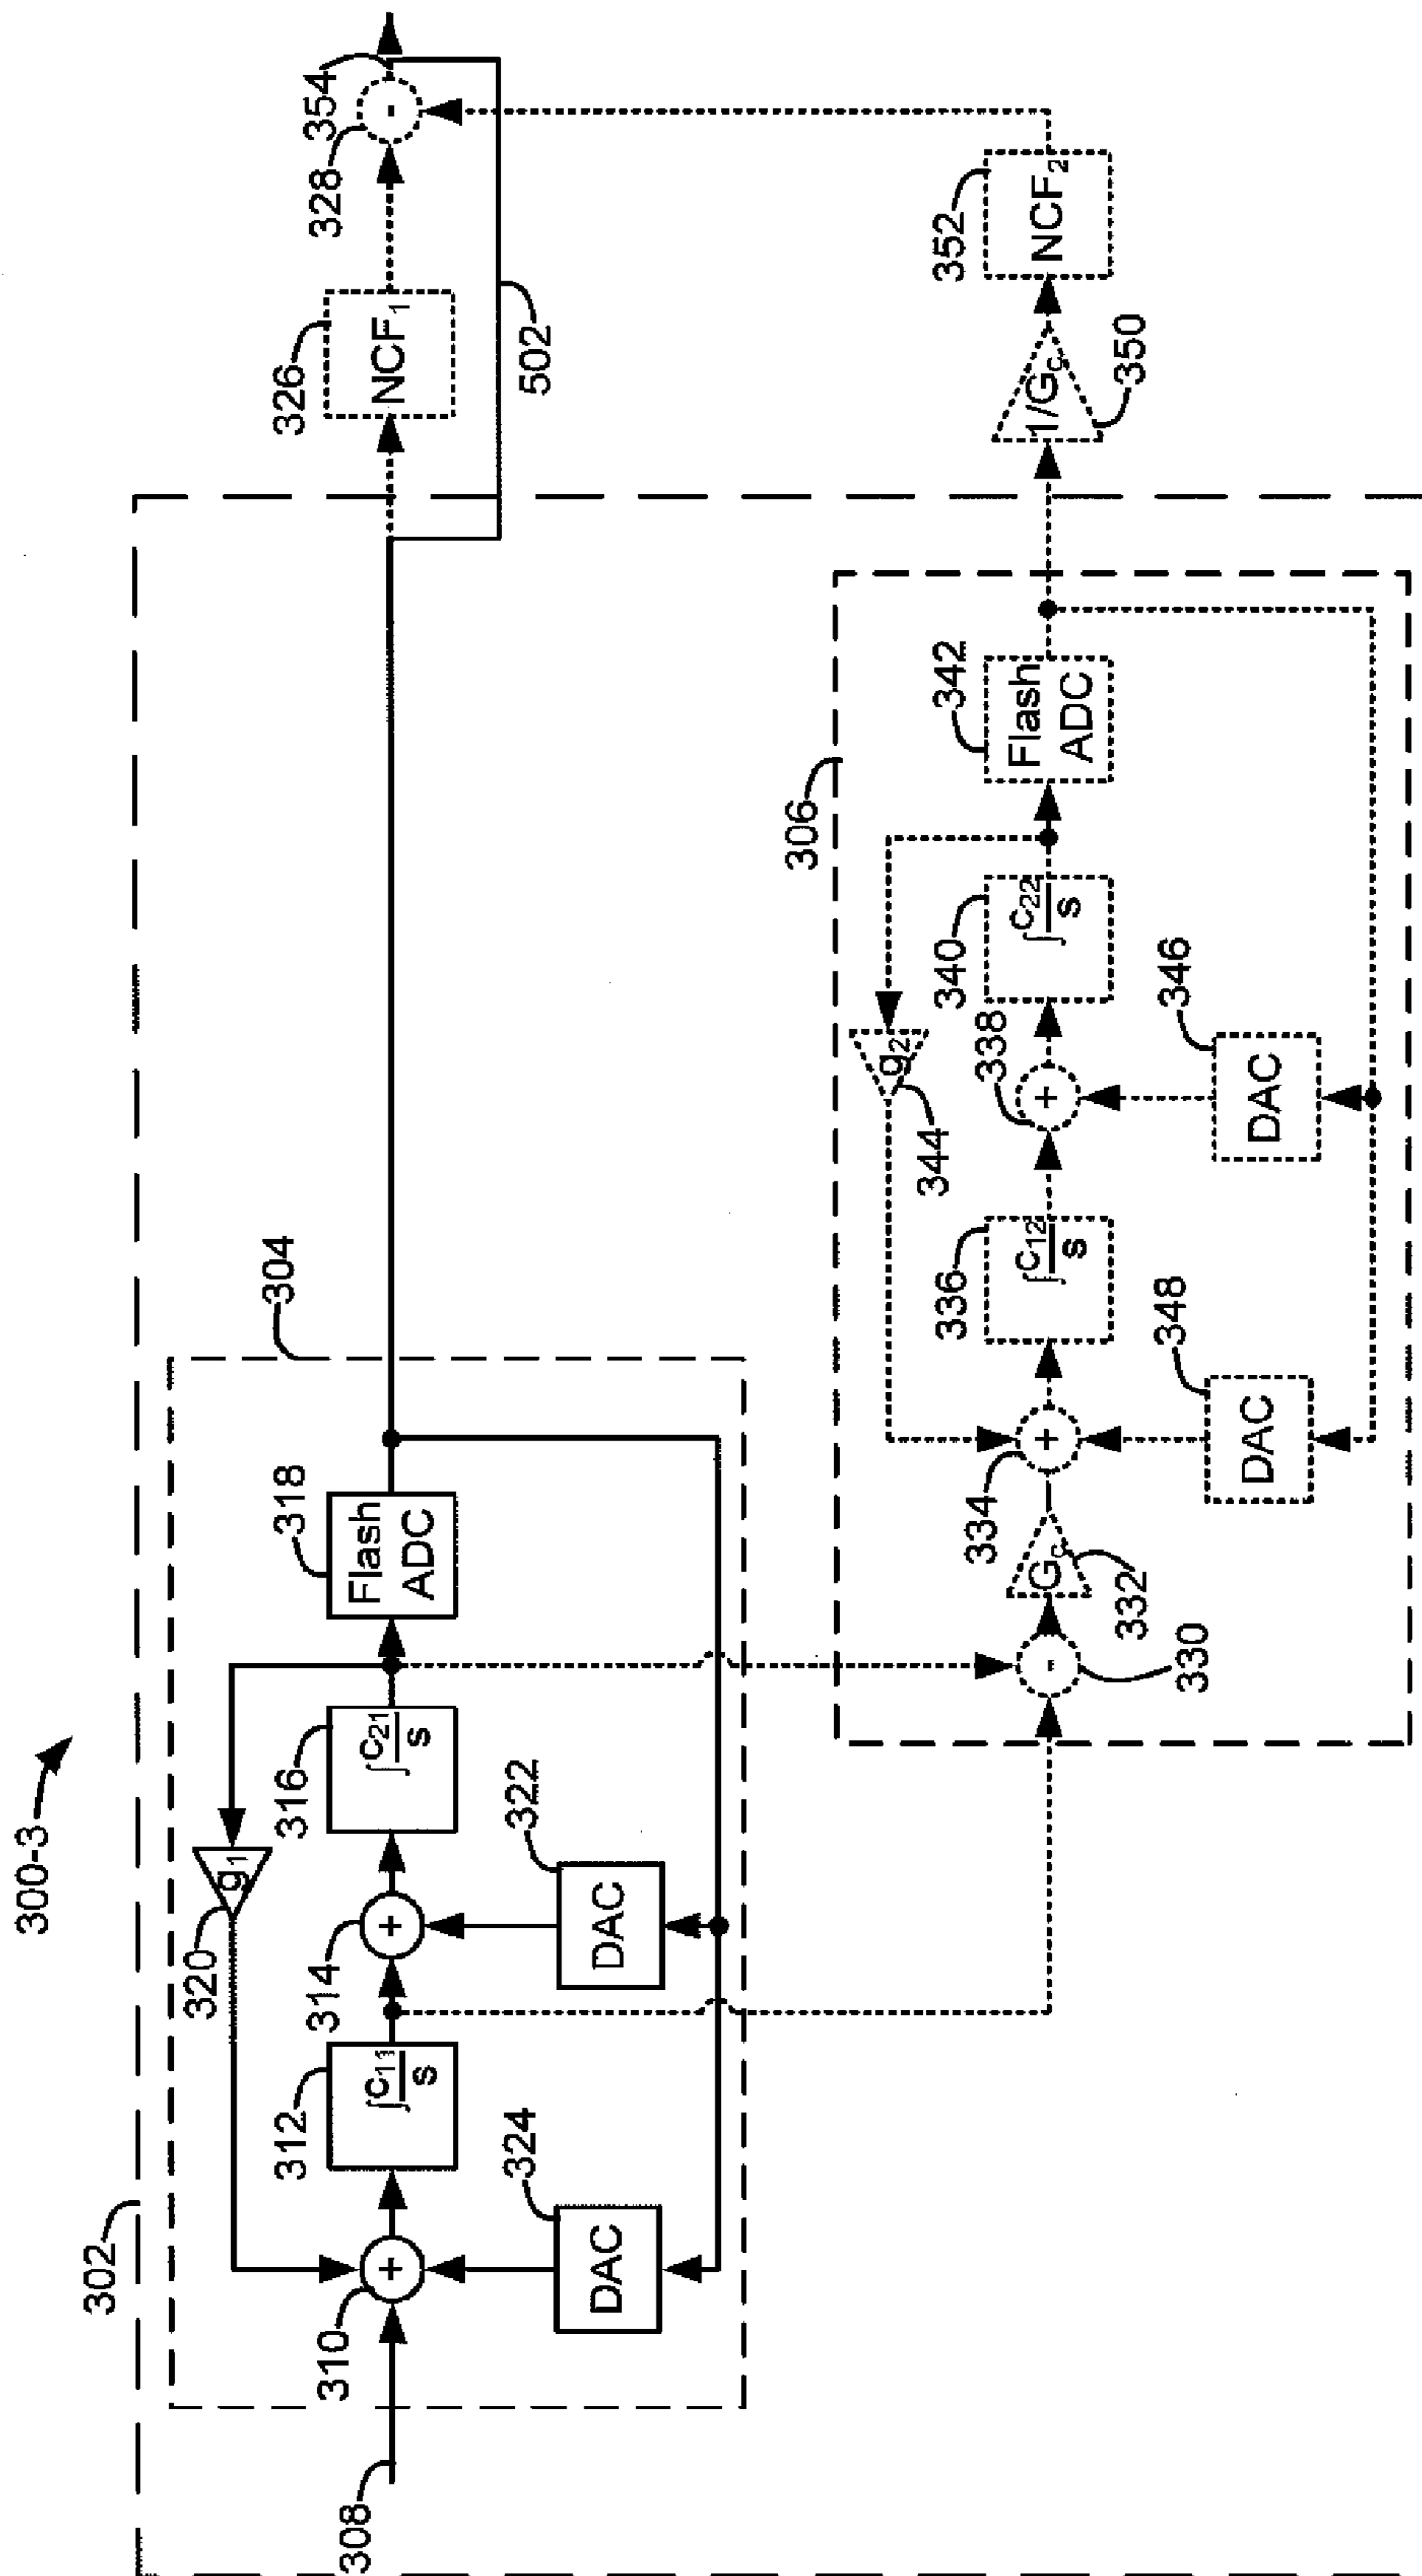 300-3
302
304
320
g₁
308
310
+
312
∫C₁₁/s
314
+
316
∫C₂₁/s
318
Flash
ADC
324
DAC
322
DAC
326
NCF₁
328
-
354
502
306
330
-
332
G_C
334
+
336
∫C₁₂/s
338
+
340
∫C₂₂/s
342
Flash
ADC
344
g₂
348
DAC
346
DAC
350
1/G_C
352
NCF₂